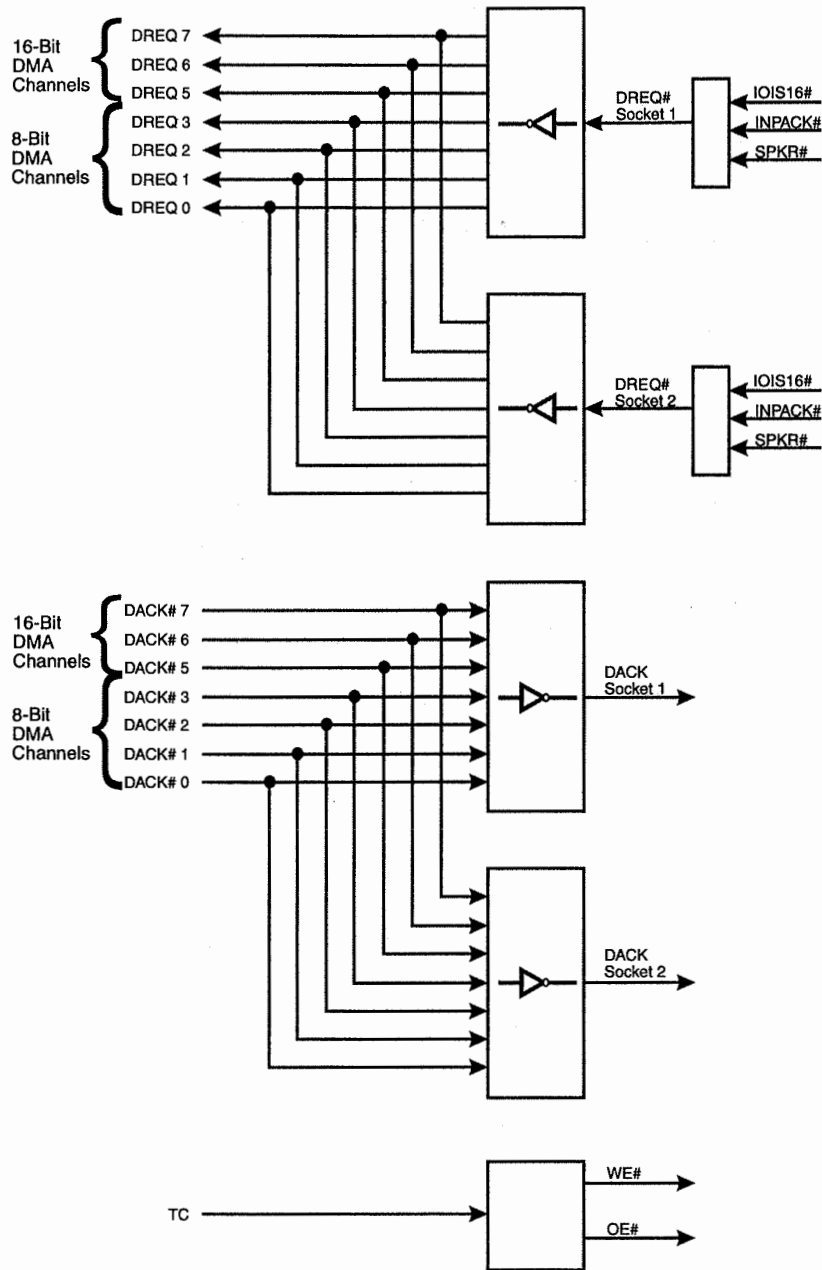 16-Bit
DMA
Channels
8-Bit
DMA
Channels
DREQ 7
DREQ 6
DREQ 5
DREQ 3
DREQ 2
DREQ 1
DREQ 0
DREQ#
Socket 1
IOIS16#
INPACK#
SPKR#
DREQ#
Socket 2
IOIS16#
INPACK#
SPKR#
16-Bit
DMA
Channels
8-Bit
DMA
Channels
DACK# 7
DACK# 6
DACK# 5
DACK# 3
DACK# 2
DACK# 1
DACK# 0
DACK
Socket 1
DACK
Socket 2
TC
WE#
OE#